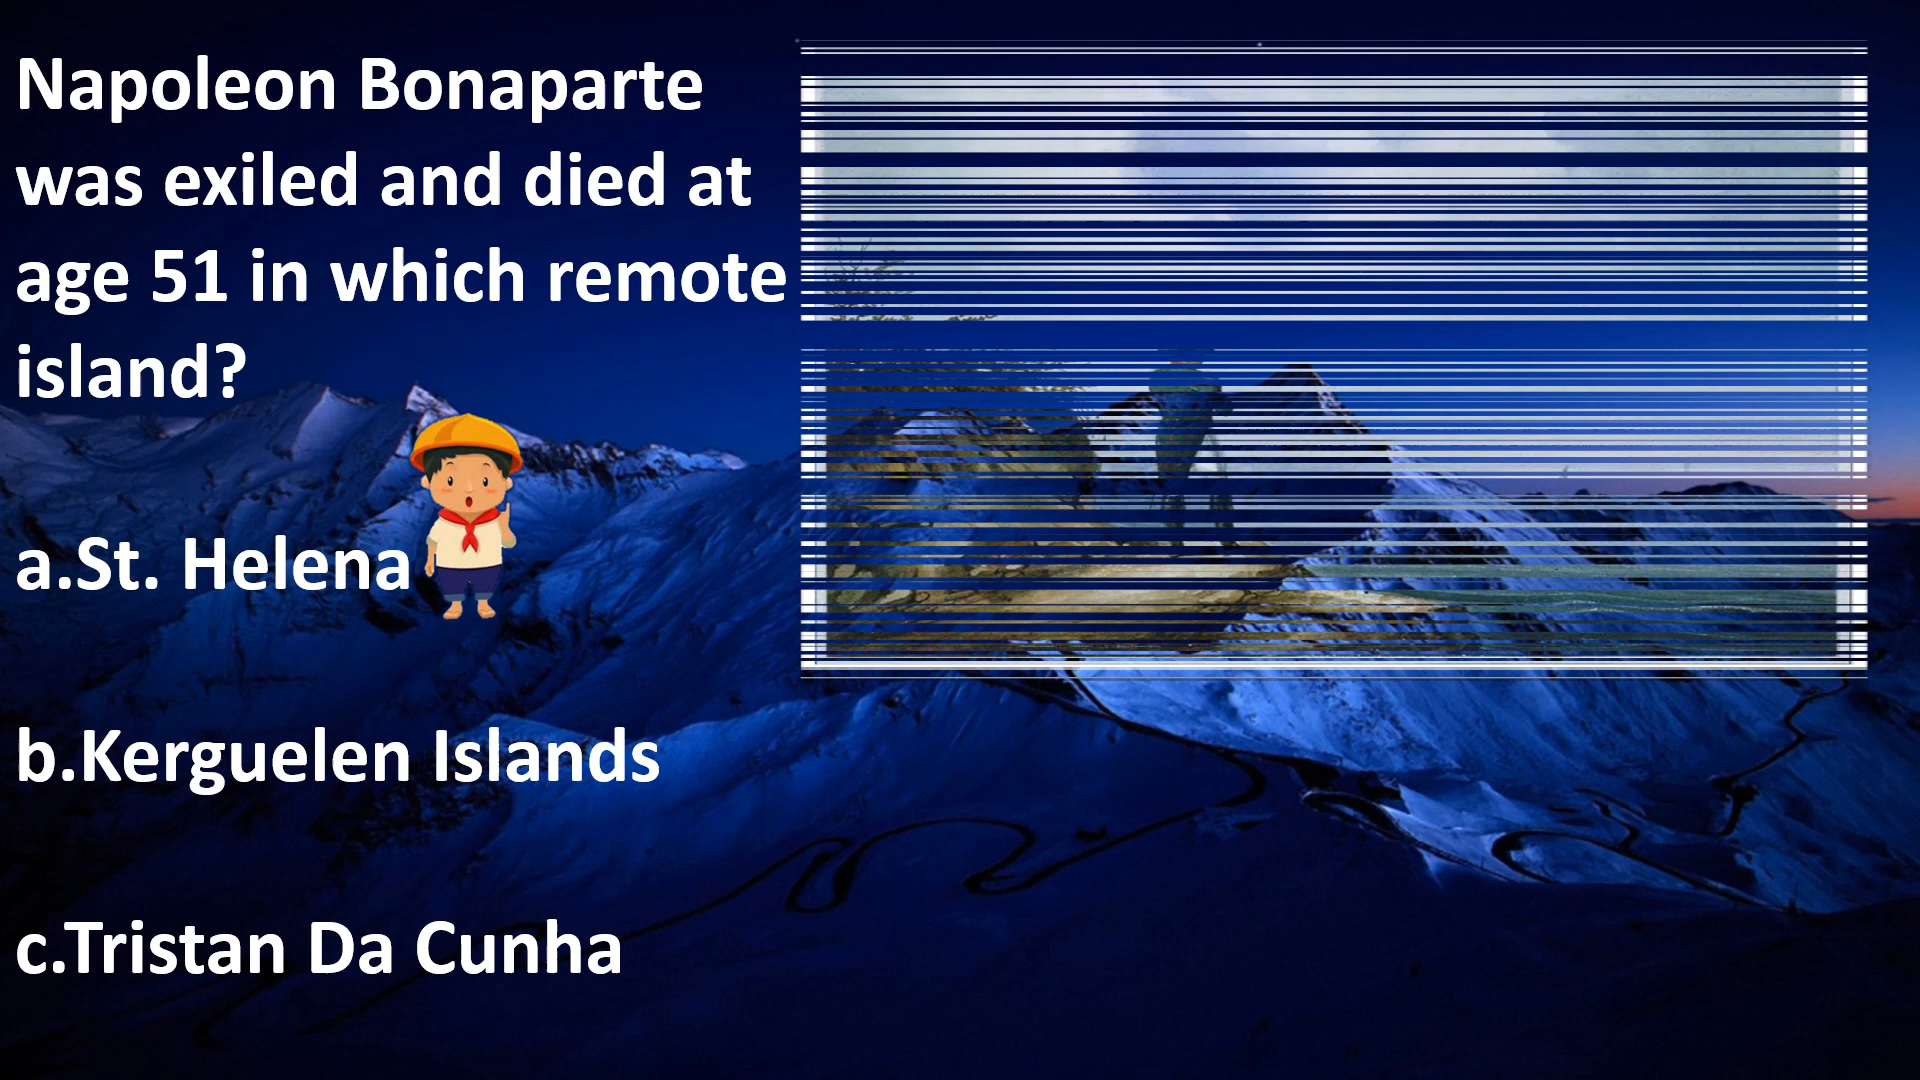 Napoleon Bonaparte
was exiled and died at
age 51 in which remote
island?
a.St. Helena
b.Kerguelen Islands
c.Tristan Da Cunha